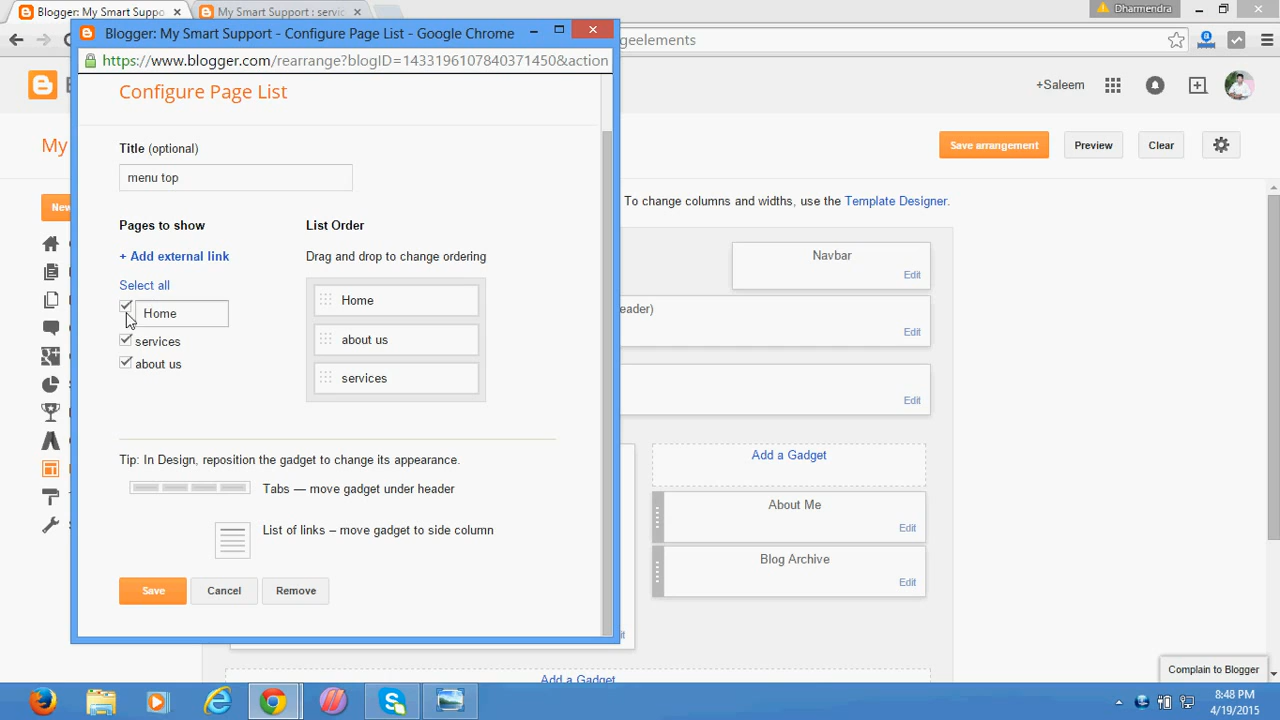 Blogger: My Smart Suppo
My Smart Support : servic
Dharmendra
Blogger: My Smart Support - Configure Page List - Google Chrome
https://www.blogger.com/rearrange?blogID=1433196107840371450&action
geelements
Configure Page List
+Saleem
My
Save arrangement
Preview
Clear
Title (optional)
menu top
New
To change columns and widths, use the Template Designer.
Pages to show
List Order
+ Add external link
Drag and drop to change ordering
Select all
Home
services
about us
Home
about us
services
Navbar
Edit
eader)
Edit
Edit
Add a Gadget
About Me
Edit
Blog Archive
Edit
Tip: In Design, reposition the gadget to change its appearance.
Tabs — move gadget under header
List of links – move gadget to side column
Save
Cancel
Remove
it
Add a Gadget
Complain to Blogger
8:48 PM
4/19/2015